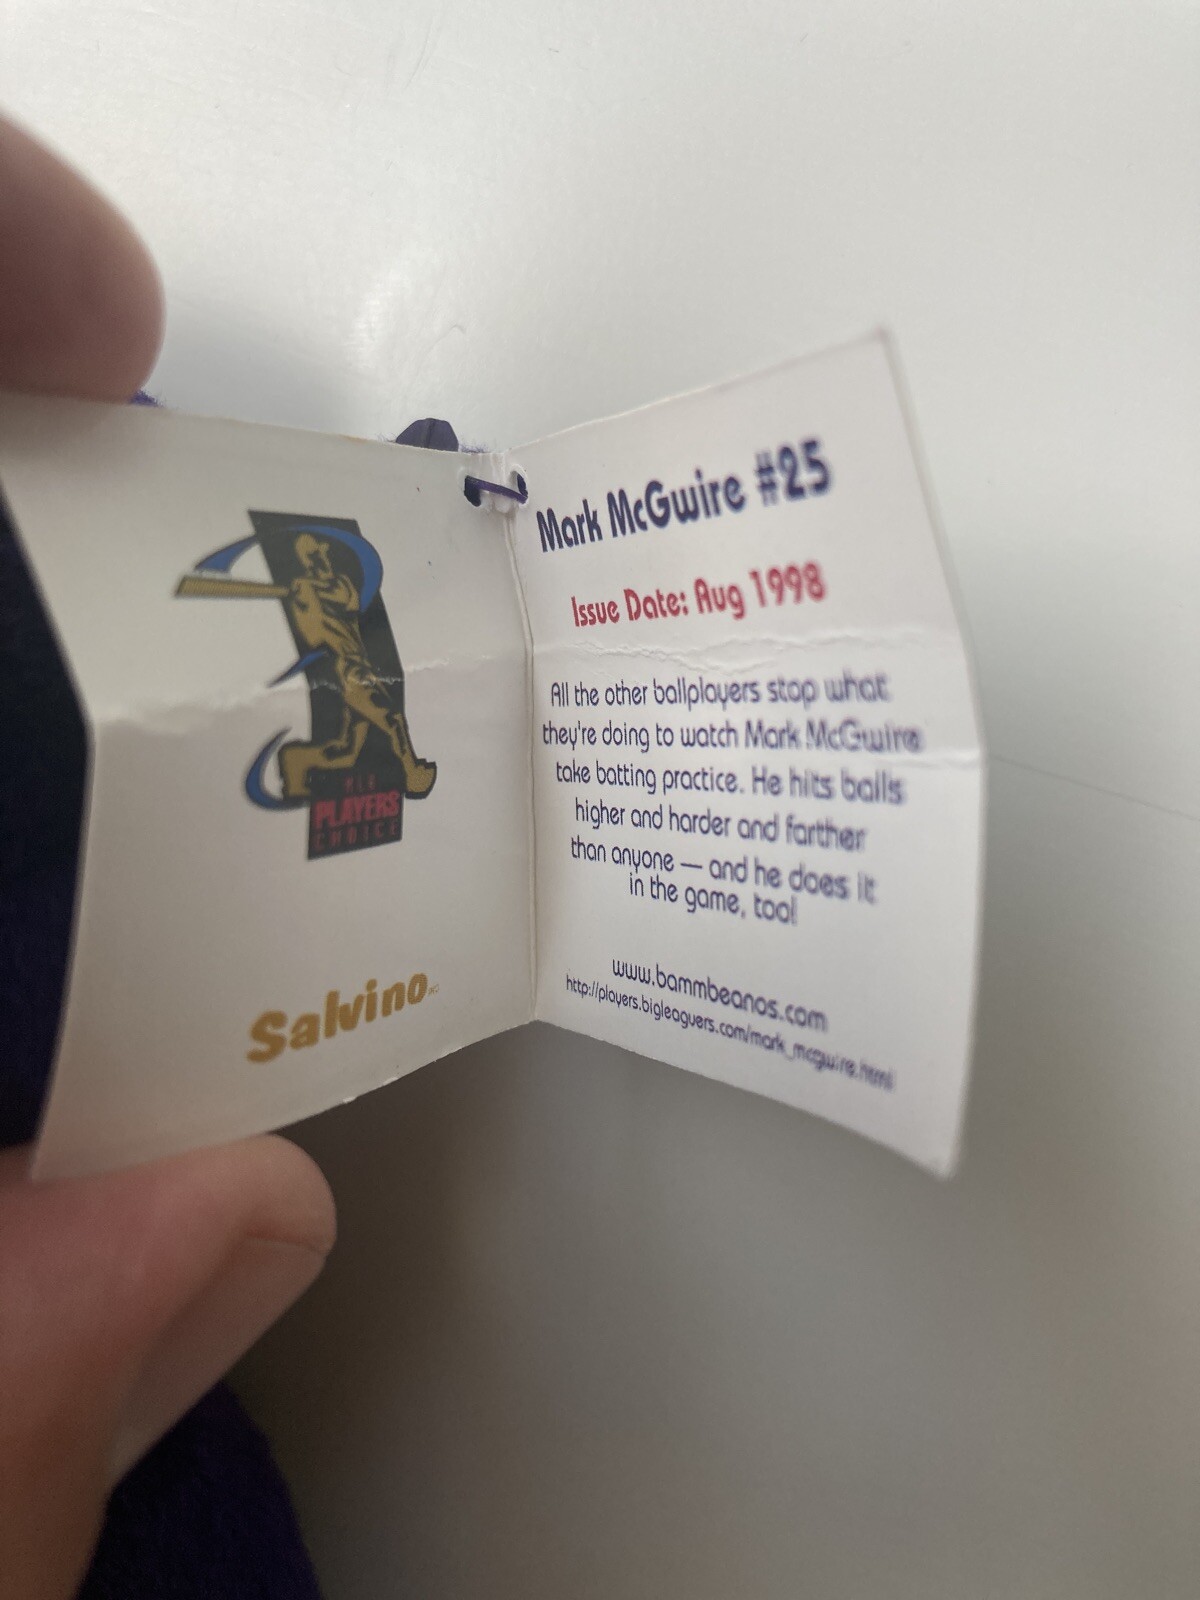 MLB
PLAYERS
CHOICE
Salvino
Mark McGwire #25
Issue Date: Aug 1998
All the other ballplayers stop what
they're doing to watch Mark McGwire
take batting practice. He hits balls
higher and harder and farther
than anyone — and he does it
in the game, too!
www.bammbeanos.com
http://players.bigleaguers.com/mark_mcgwire.html